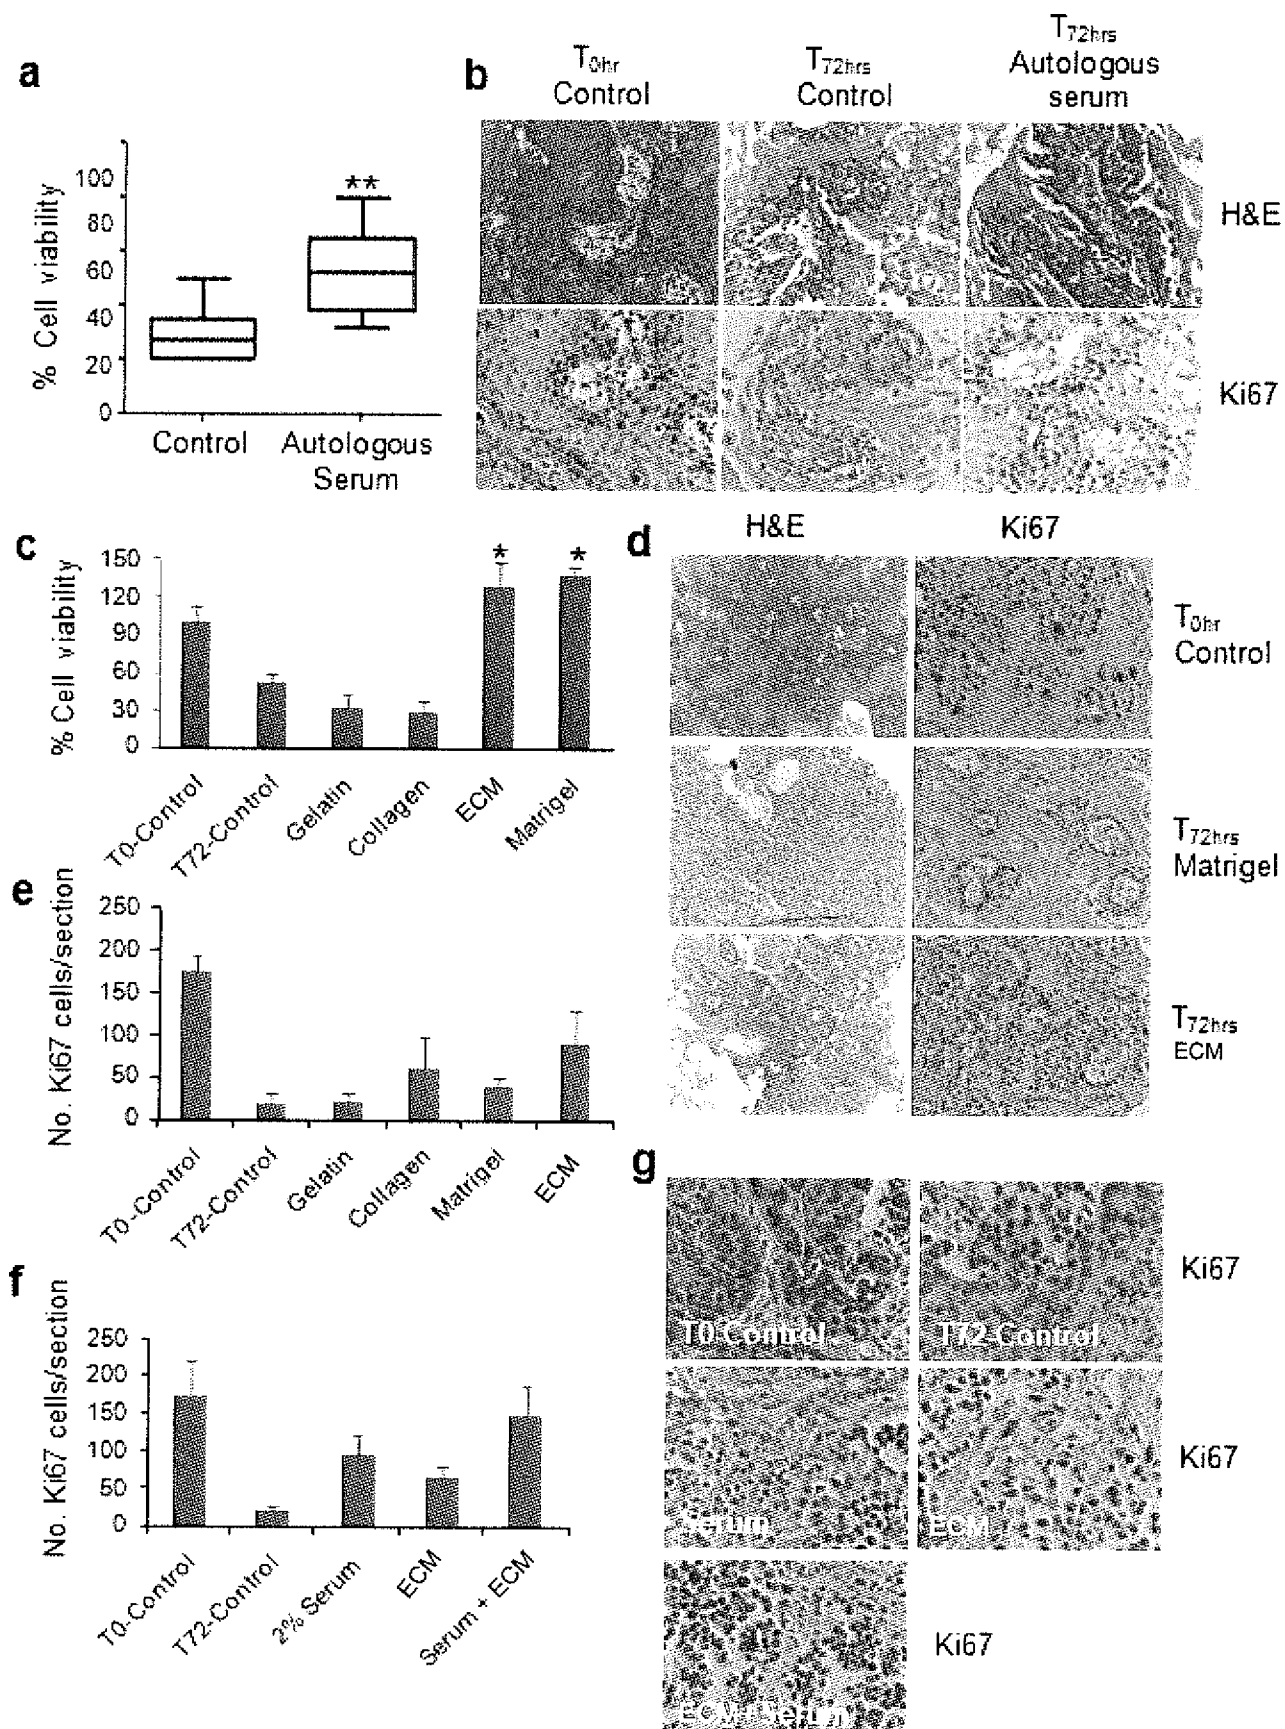 a
% Cell viability
100
80
60
40
20
0
**
Control
Autologous
Serum
b
T0hr
Control
T72hrs
Control
T72hrs
Autologous
serum
H&E
Ki67
c
% Cell viability
150
120
90
60
30
0
*
*
T0-Control
T72-Control
Gelatin
Collagen
ECM
Matrigel
d
H&E
Ki67
T0hr
Control
T72hrs
Matrigel
T72hrs
ECM
e
No. Ki67 cells/section
250
200
150
100
50
0
T0-Control
T72-Control
Gelatin
Collagen
Matrigel
ECM
f
No. Ki67 cells/section
250
200
150
100
50
0
T0-Control
T72-Control
2% Serum
ECM
Serum + ECM
g
T0 Control
T72 Control
Ki67
Serum
ECM
Ki67
ECM+Serum
Ki67